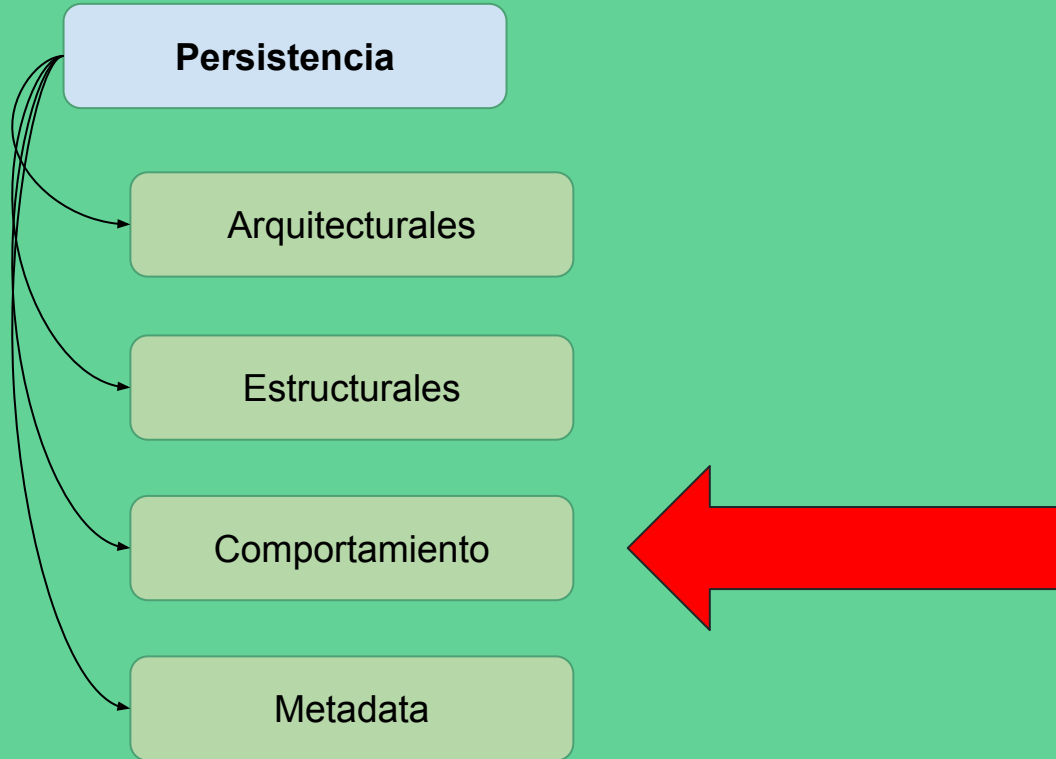 Persistencia
Arquitecturales
Estructurales
Comportamiento
Metadata